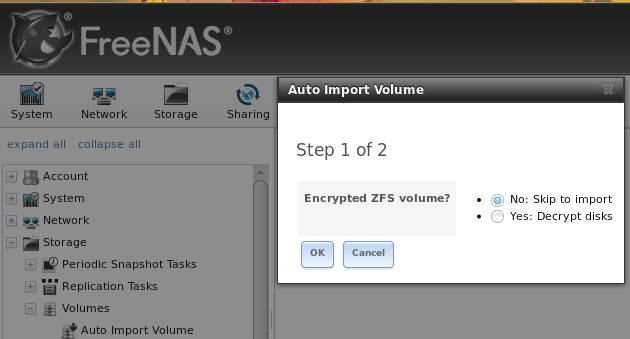 FreeNAS®
System
Network
Storage
Sharing
expand all
collapse all
Account
System
Network
Storage
Periodic Snapshot Tasks
Replication Tasks
Volumes
Auto Import Volume
Auto Import Volume
Step 1 of 2
Encrypted ZFS volume?
No: Skip to import
Yes: Decrypt disks
OK
Cancel